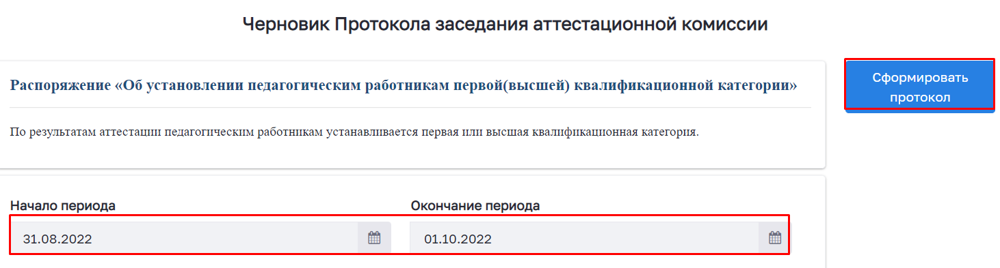 Черновик Протокола заседания аттестационной комиссии
Распоряжение «Об установлении педагогическим работникам первой(высшей) квалификационной категории»
Сформировать
протокол
По результатам аттестации педагогическим работникам устанавливается первая или высшая квалификационная категория.
Начало периода
Окончание периода
31.08.2022
01.10.2022